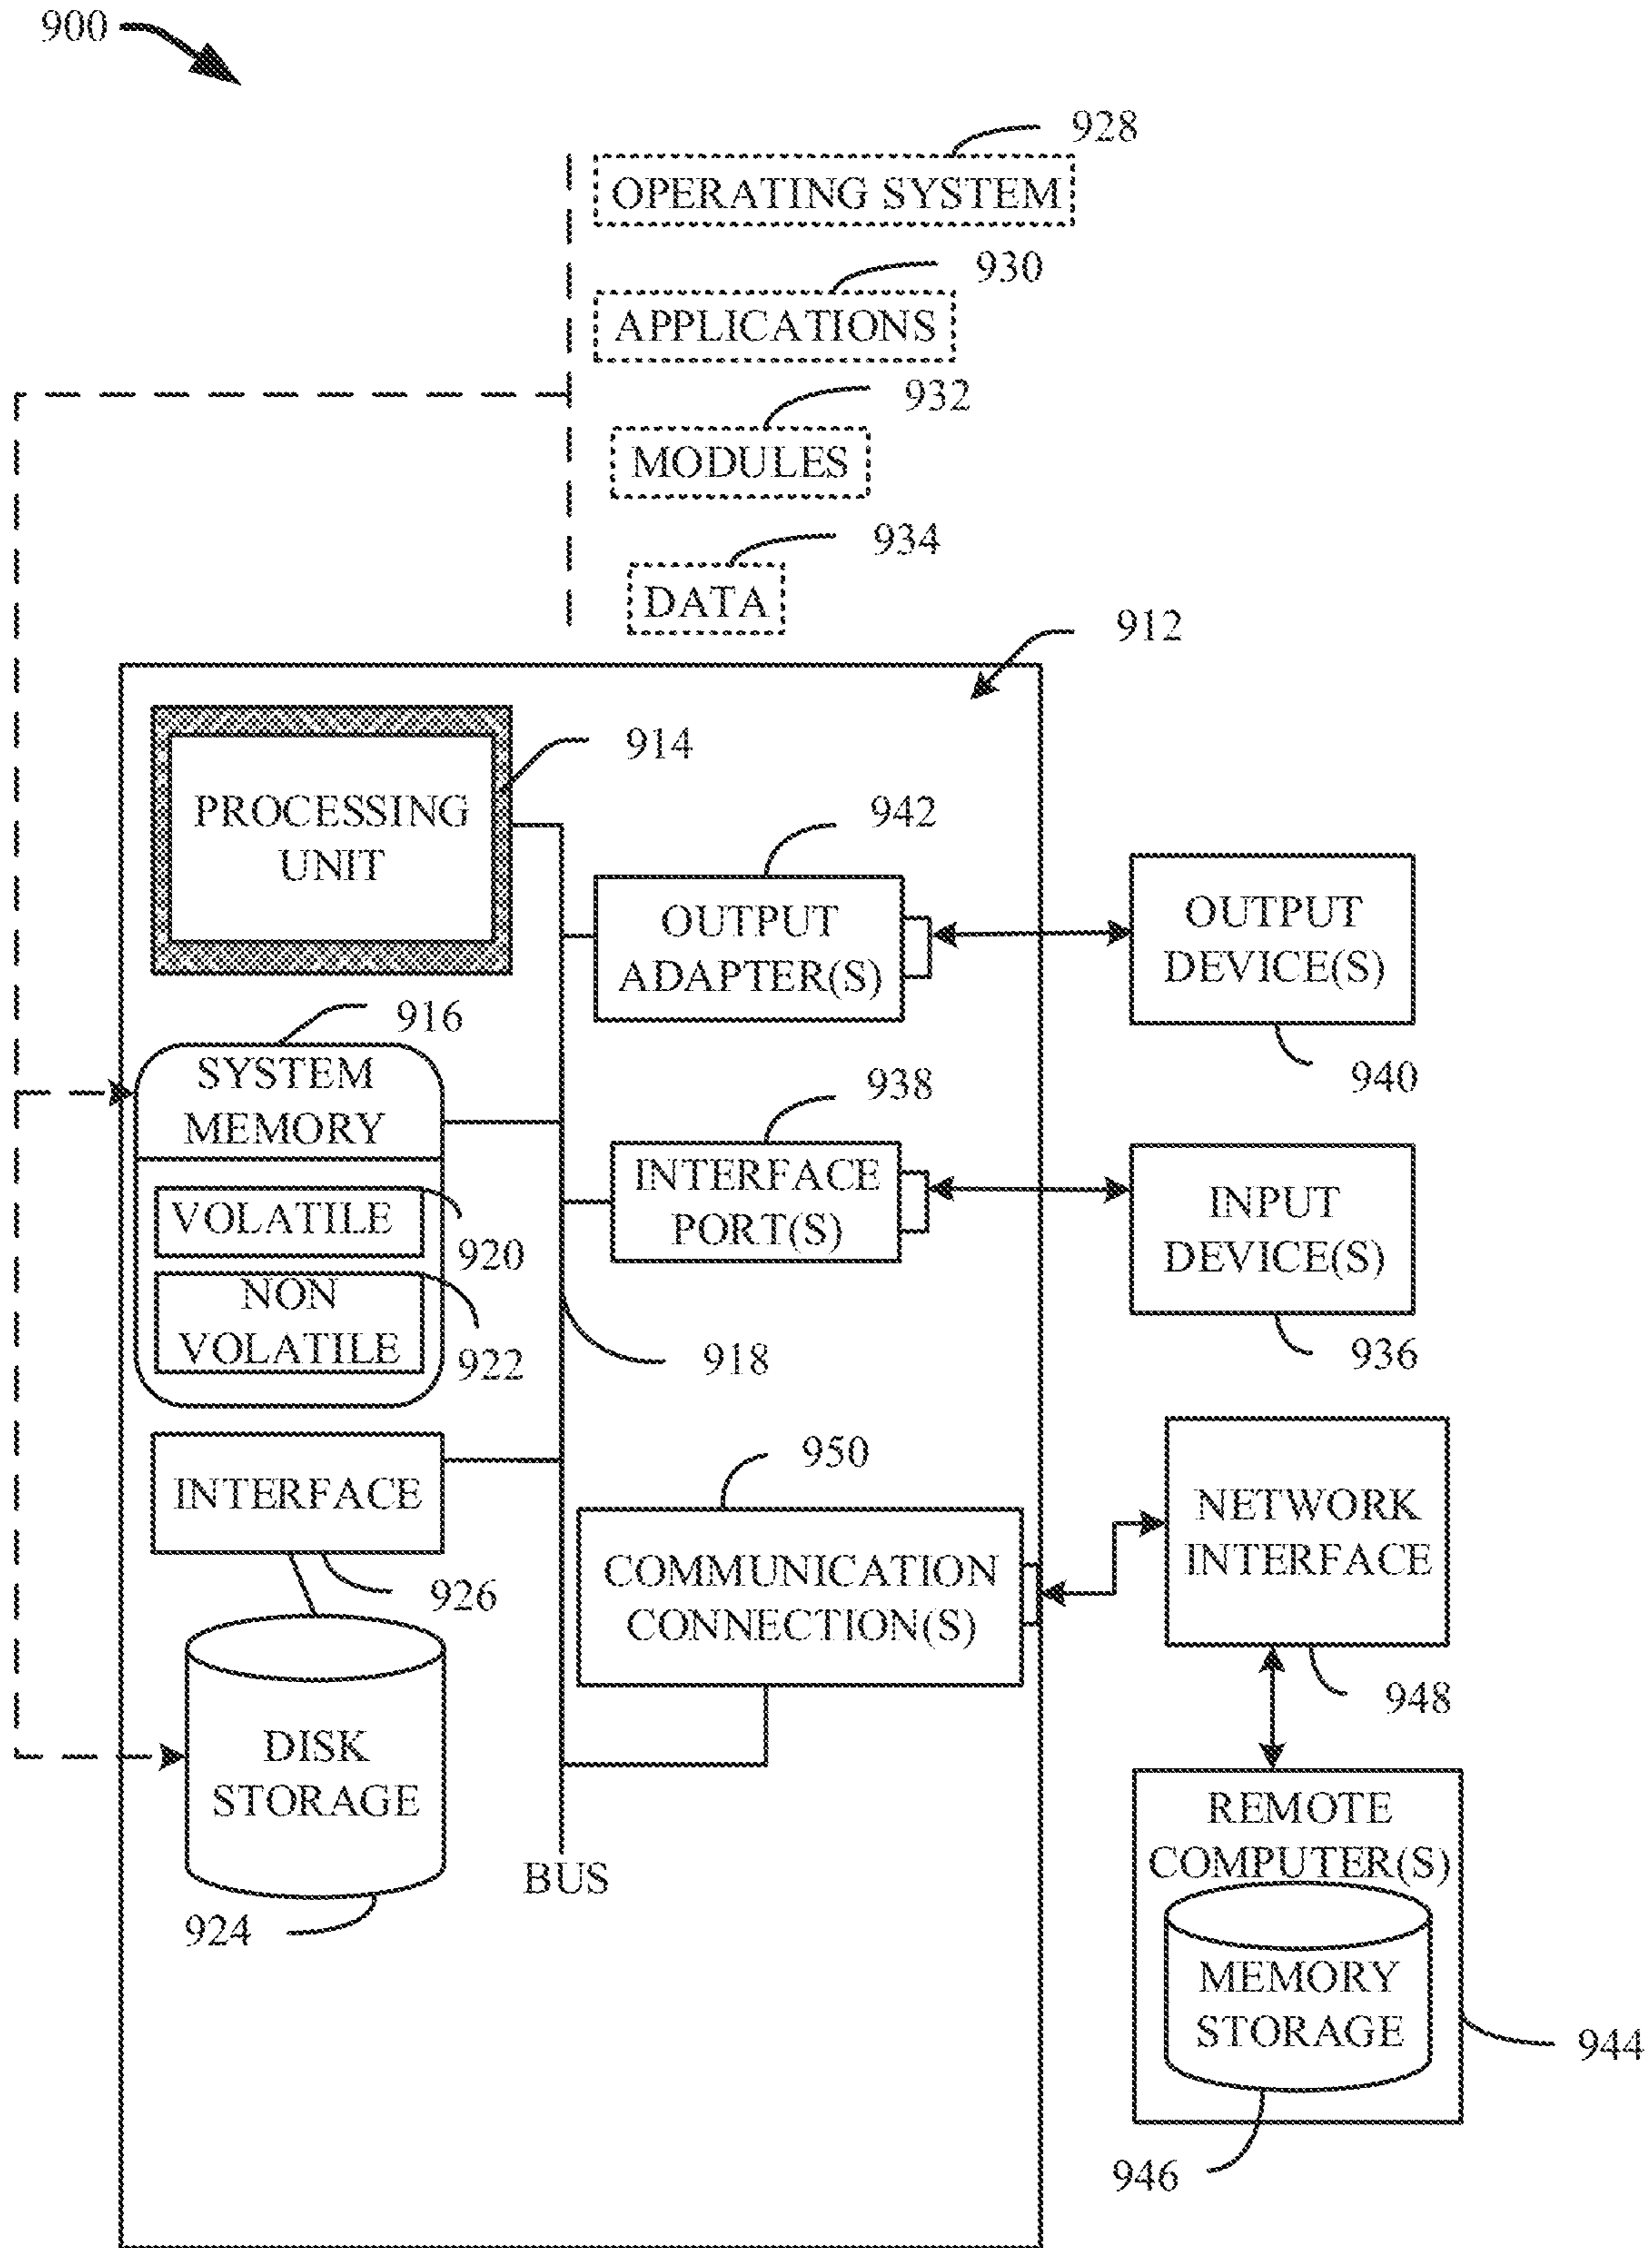 900
928
OPERATING SYSTEM
930
APPLICATIONS
932
MODULES
934
DATA
912
914
PROCESSING
UNIT
942
OUTPUT
ADAPTER(S)
OUTPUT
DEVICE(S)
940
916
SYSTEM
MEMORY
VOLATILE
920
NON
VOLATILE
922
938
INTERFACE
PORT(S)
INPUT
DEVICE(S)
936
918
INTERFACE
926
950
COMMUNICATION
CONNECTION(S)
NETWORK
INTERFACE
948
DISK
STORAGE
924
BUS
REMOTE
COMPUTER(S)
MEMORY
STORAGE
944
946